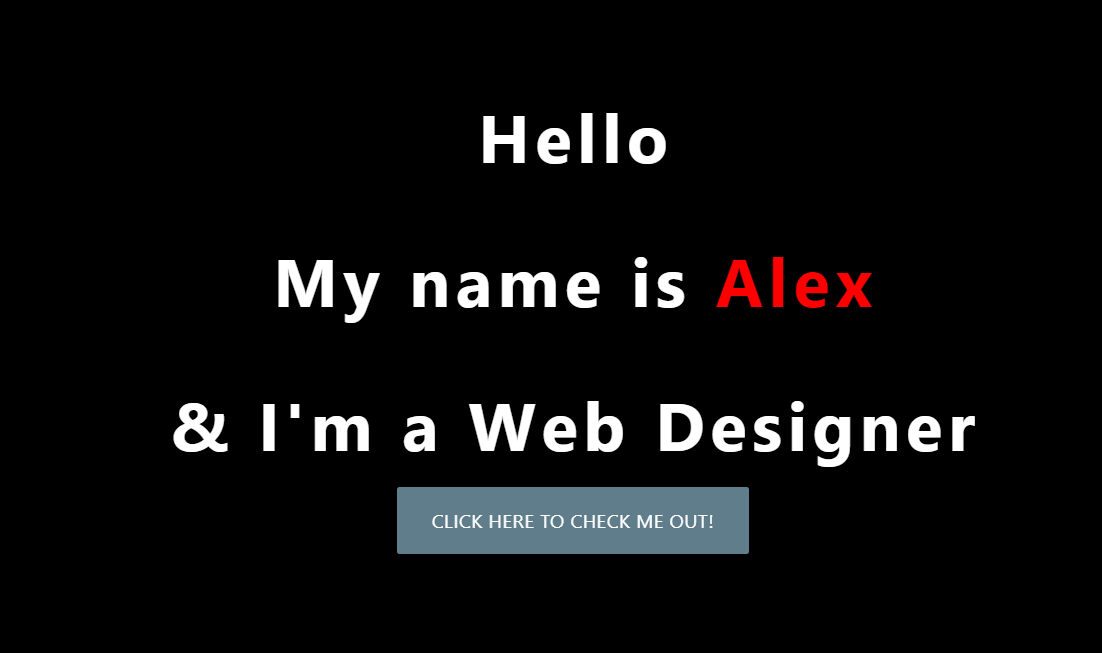 Hello
My name is Alex
& I'm a Web Designer
CLICK HERE TO CHECK ME OUT!